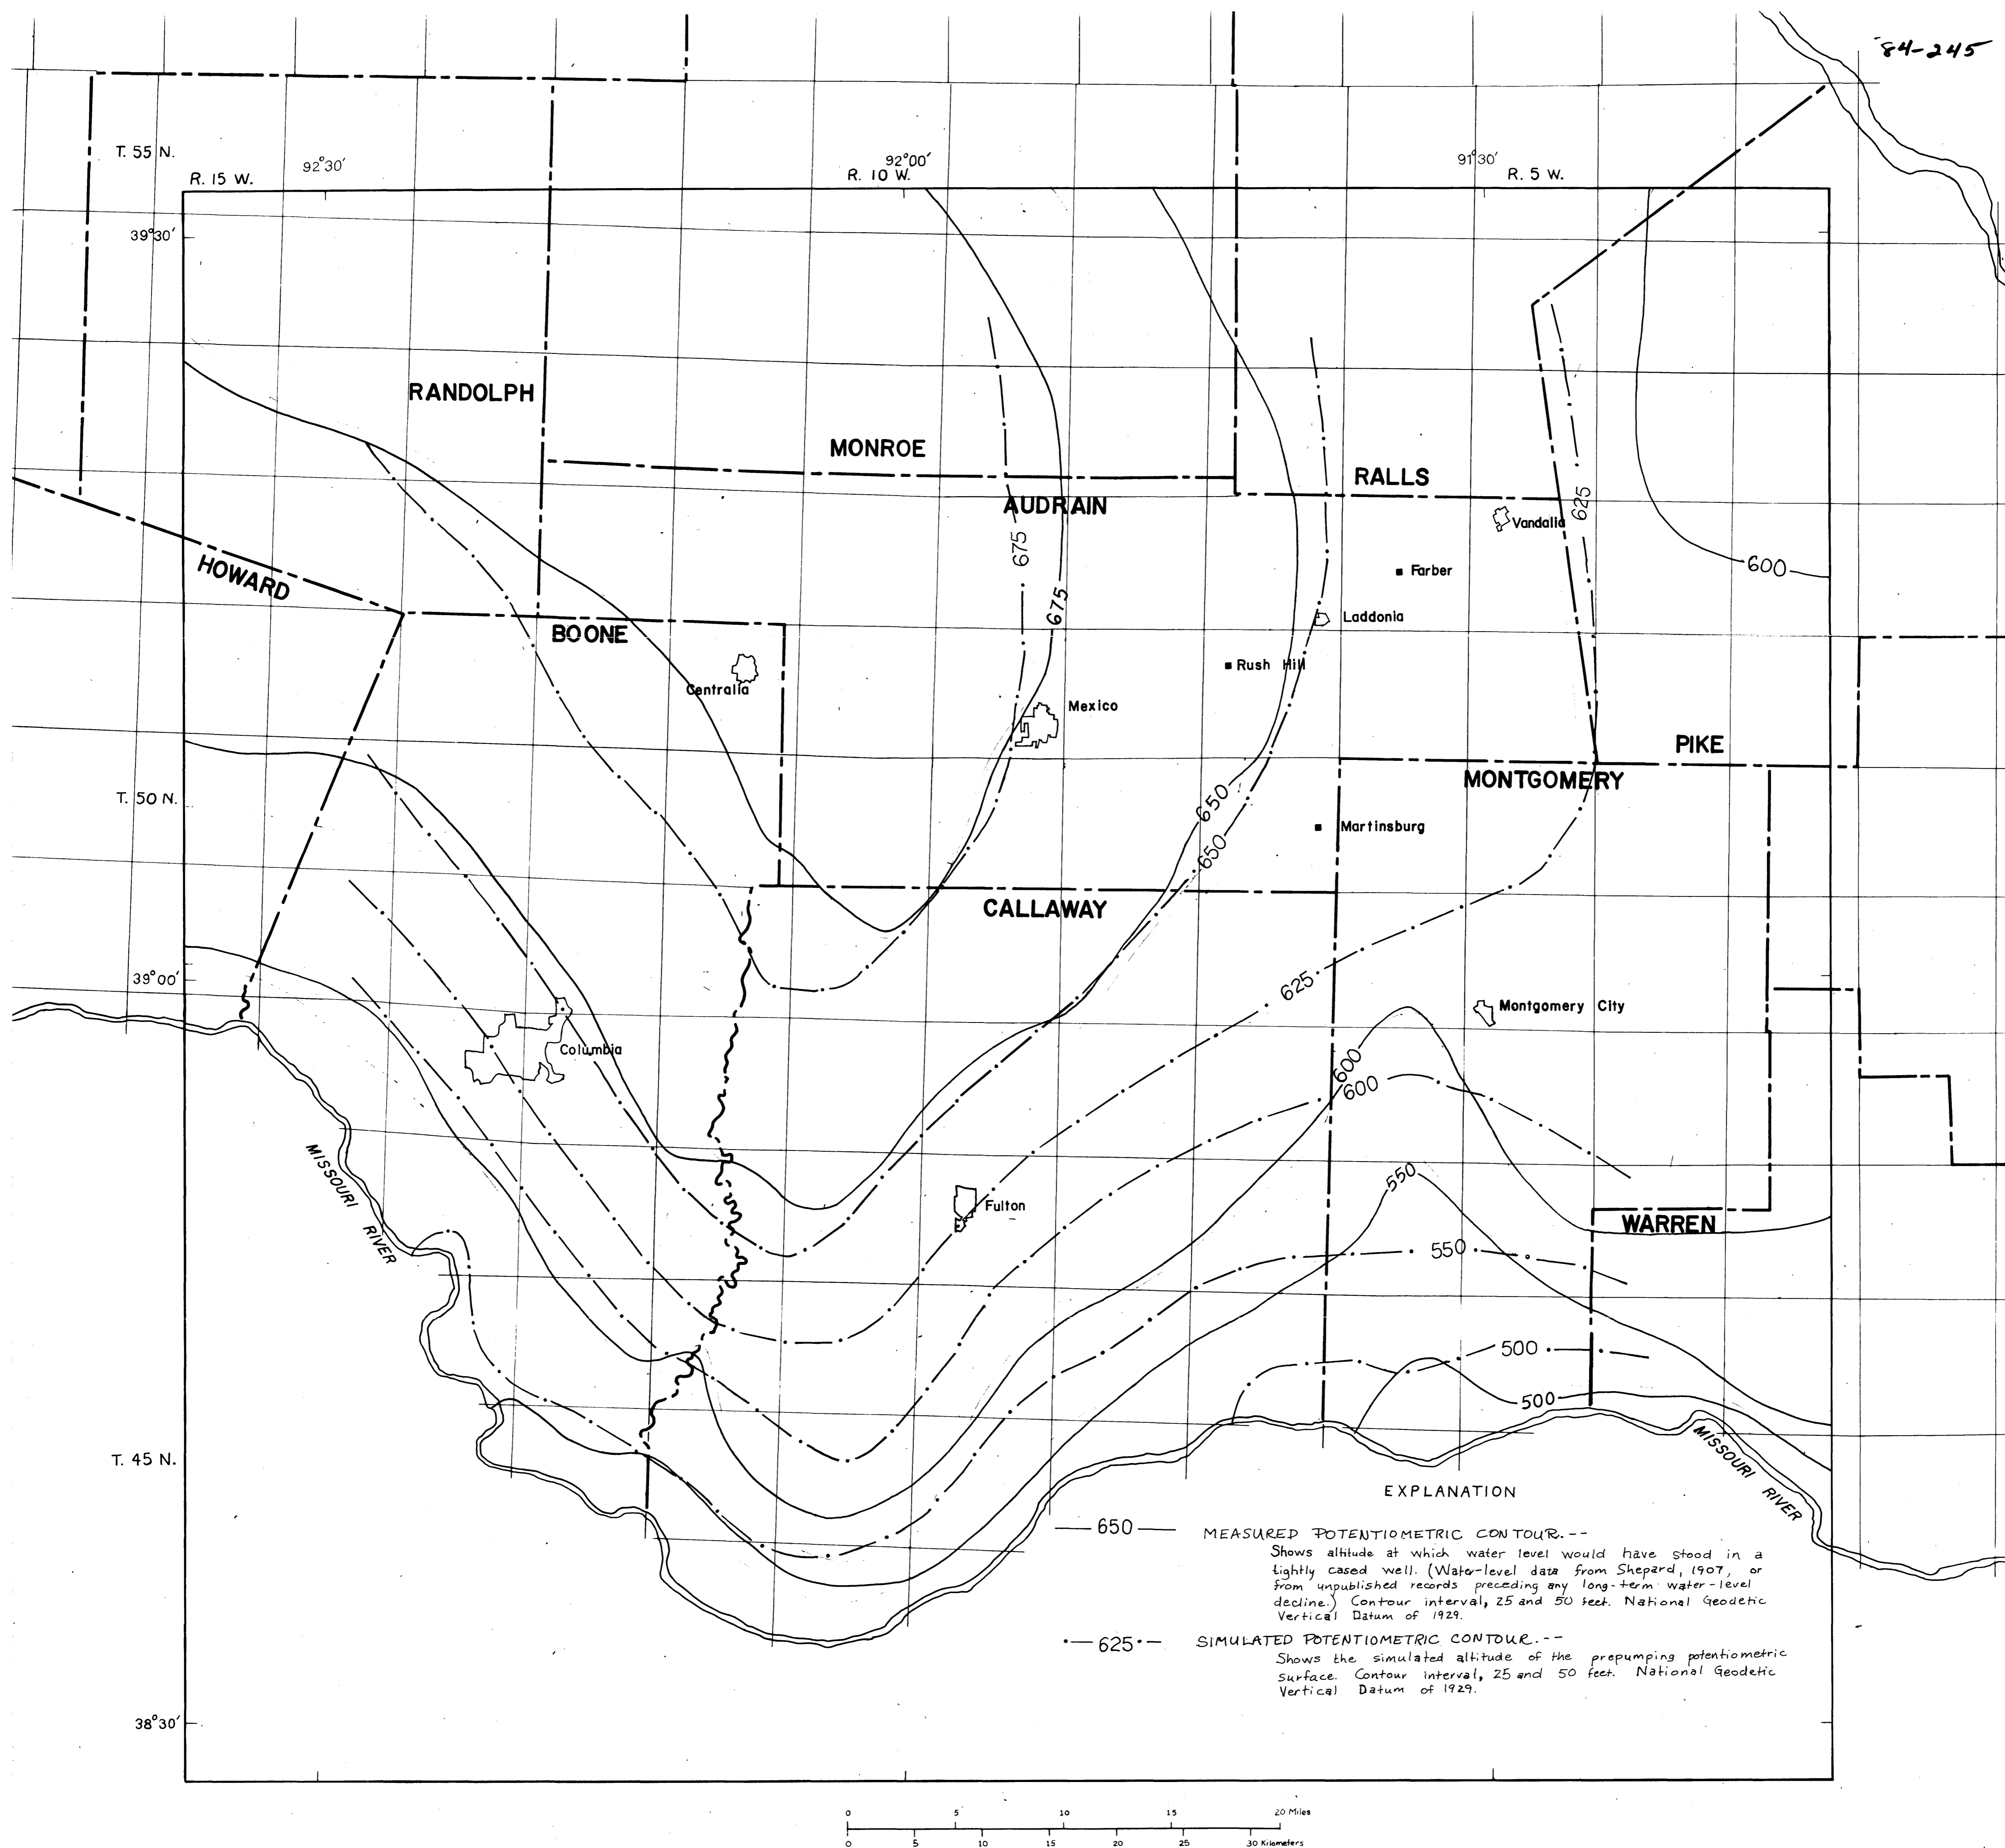 84-245
T. 55 N.
92°30'
92°00'
91°30'
R. 15 W.
R. 10 W.
R. 5 W.
39°30'
RANDOLPH
MONROE
RALLS
AUDRAIN
625
Vandalia
675
600
Farber
HOWARD
675
Laddonia
BOONE
Rush Hill
Centralia
Mexico
PIKE
MONTGOMERY
T. 50 N.
650
Martinsburg
650
CALLAWAY
39°00'
625
Montgomery City
Columbia
600
600
MISSOURI RIVER
550
Fulton
WARREN
550
500
500
T. 45 N.
MISSOURI RIVER
EXPLANATION
650
MEASURED POTENTIOMETRIC CONTOUR.--
Shows altitude at which water level would have stood in a
tightly cased well. (Water-level data from Shepard, 1907, or
from unpublished records preceding any long-term water-level
decline.) Contour interval, 25 and 50 feet. National Geodetic
Vertical Datum of 1929.
625
SIMULATED POTENTIOMETRIC CONTOUR.--
Shows the simulated altitude of the prepumping potentiometric
surface. Contour interval, 25 and 50 feet. National Geodetic
Vertical Datum of 1929.
38°30'
0 5 10 15 20 Miles
0 5 10 15 20 25 30 Kilometers